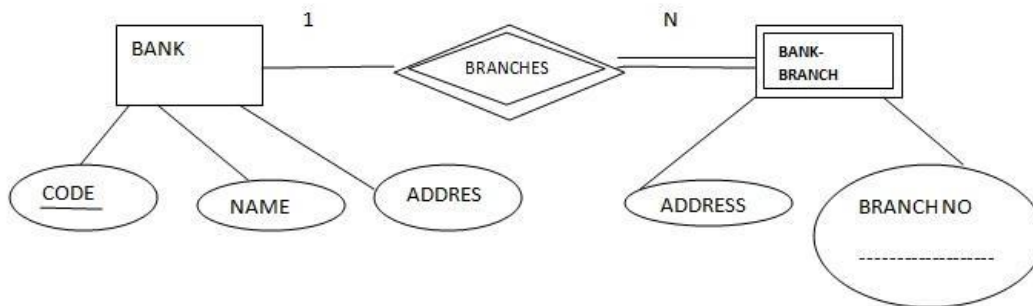 1
N
BANK
BRANCHES
BANK-
BRANCH
CODE
NAME
ADDRES
ADDRESS
BRANCH NO